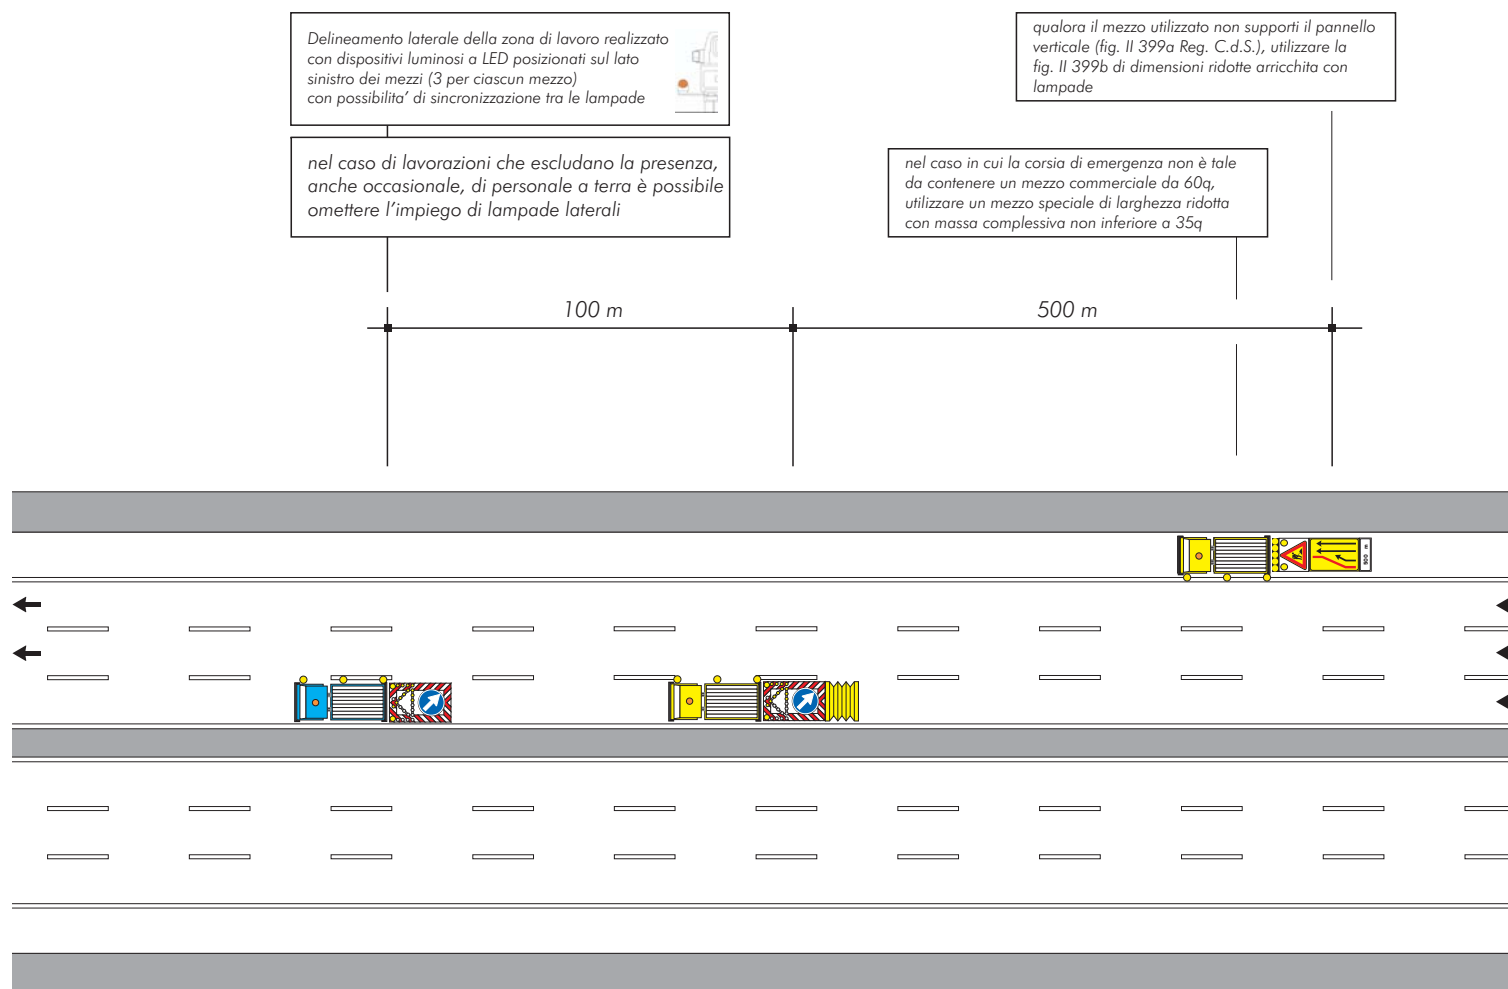 Delineamento laterale della zona di lavoro realizzato
con dispositivi luminosi a LED posizionati sul lato
sinistro dei mezzi (3 per ciascun mezzo)
con possibilita' di sincronizzazione tra le lampade
nel caso di lavorazioni che escludano la presenza,
anche occasionale, di personale a terra è possibile
omettere l'impiego di lampade laterali
qualora il mezzo utilizzato non supporti il pannello
verticale (fig. II 399a Reg. C.d.S.), utilizzare la
fig. II 399b di dimensioni ridotte arricchita con
lampade
nel caso in cui la corsia di emergenza non è tale
da contenere un mezzo commerciale da 60q,
utilizzare un mezzo speciale di larghezza ridotta
con massa complessiva non inferiore a 35q
100 m
500 m
500 m